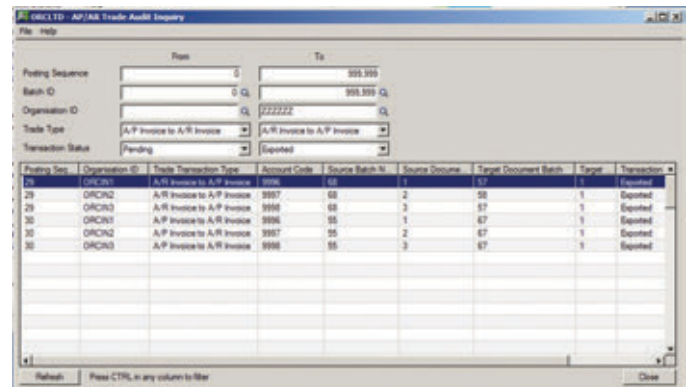 ORCLTD - AP/AR Trade Audit Inquiry
File Help
From To
Posting Sequence 0 999,999
Batch ID 0 999,999
Organisation ID ZZZZZZ
Trade Type A/P Invoice to A/R Invoice A/R Invoice to A/P Invoice
Transaction Status Pending Exported
Posting Seq. Organisation ID Trade Transaction Type Account Code Source Batch N. Source Docume. Target Document Batch Target Transaction
29 ORCIN1 A/R Invoice to A/P Invoice 9996 68 1 57 1 Exported
29 ORCIN2 A/R Invoice to A/P Invoice 9997 68 2 58 1 Exported
29 ORCIN3 A/R Invoice to A/P Invoice 9998 68 3 57 1 Exported
30 ORCIN1 A/P Invoice to A/R Invoice 9996 55 1 67 1 Exported
30 ORCIN2 A/P Invoice to A/R Invoice 9997 55 2 67 1 Exported
30 ORCIN3 A/P Invoice to A/R Invoice 9998 55 3 67 1 Exported
Refresh Press CTRL in any column to filter Close